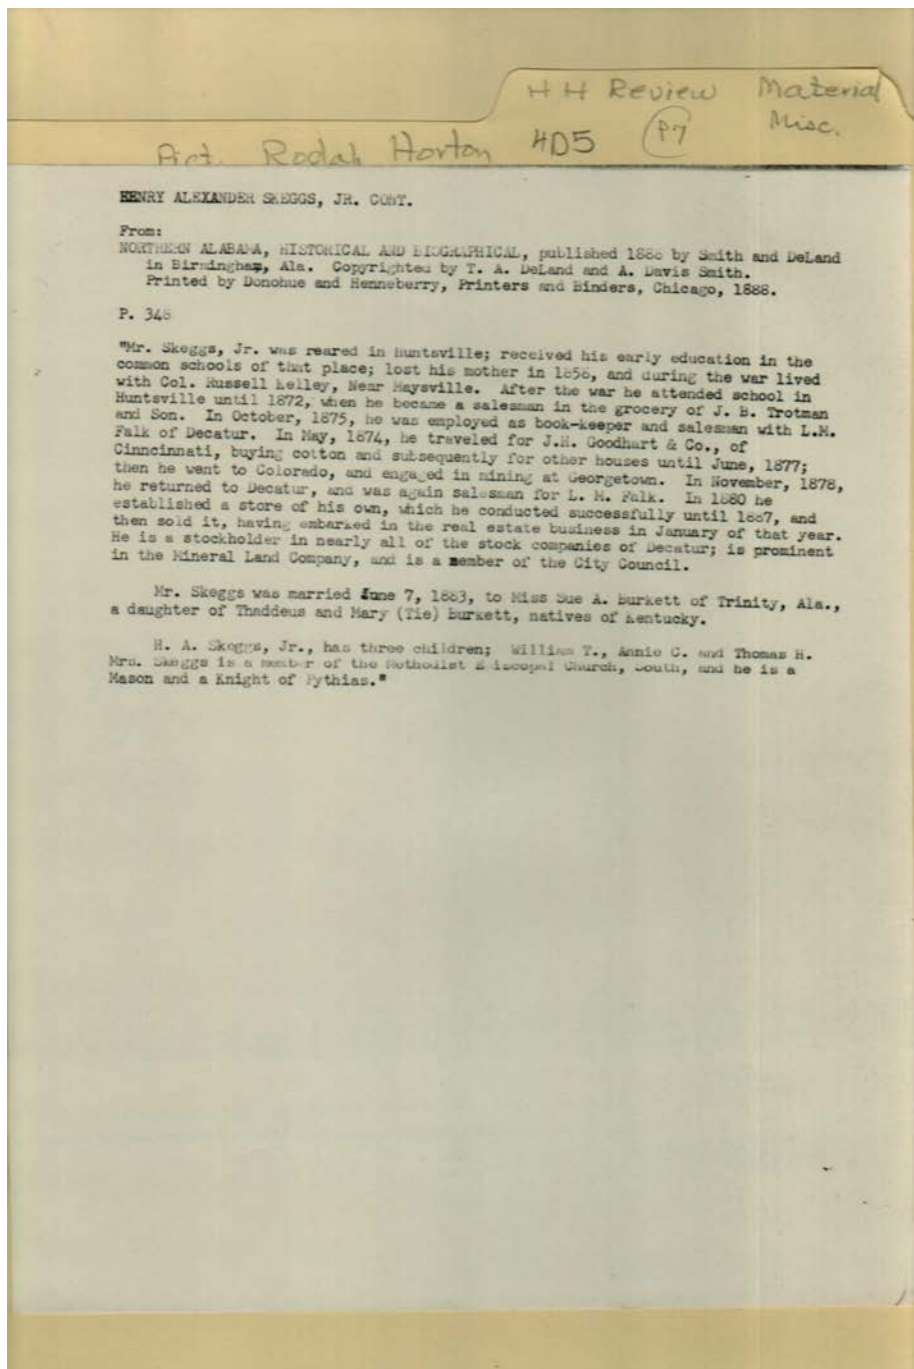 HH Review Material
Misc.
Art. Rodah Horton 4D5 P7
HENRY ALEXANDER SKEGGS, JR. CONT.
From:
NORTHERN ALABAMA, HISTORICAL AND BIOGRAPHICAL, published 1888 by Smith and DeLand
in Birmingham, Ala. Copyrighted by T. A. DeLand and A. Davis Smith.
Printed by Donohue and Henneberry, Printers and Binders, Chicago, 1888.
P. 348
"Mr. Skeggs, Jr. was reared in Huntsville; received his early education in the
common schools of that place; lost his mother in 1858, and during the war lived
with Col. Russell Kelley, Near Maysville. After the war he attended school in
Huntsville until 1872, when he became a salesman in the grocery of J. B. Trotman
and Son. In October, 1875, he was employed as book-keeper and salesman with L.M.
Falk of Decatur. In May, 1874, he traveled for J.H. Goodhart & Co., of
Cinncinnati, buying cotton and subsequently for other houses until June, 1877;
then he went to Colorado, and engaged in mining at Georgetown. In November, 1878,
he returned to Decatur, and was again salesman for L. M. Falk. In 1880 he
established a store of his own, which he conducted successfully until 1887, and
then sold it, having embarked in the real estate business in January of that year.
He is a stockholder in nearly all of the stock companies of Decatur; is prominent
in the Mineral Land Company, and is a member of the City Council.
Mr. Skeggs was married June 7, 1883, to Miss Sue A. Burkett of Trinity, Ala.,
a daughter of Thaddeus and Mary (Tie) Burkett, natives of Kentucky.
H. A. Skeggs, Jr., has three children; William T., Annie C. and Thomas H.
Mrs. Skeggs is a member of the Methodist Episcopal Church, South, and he is a
Mason and a Knight of Pythias."